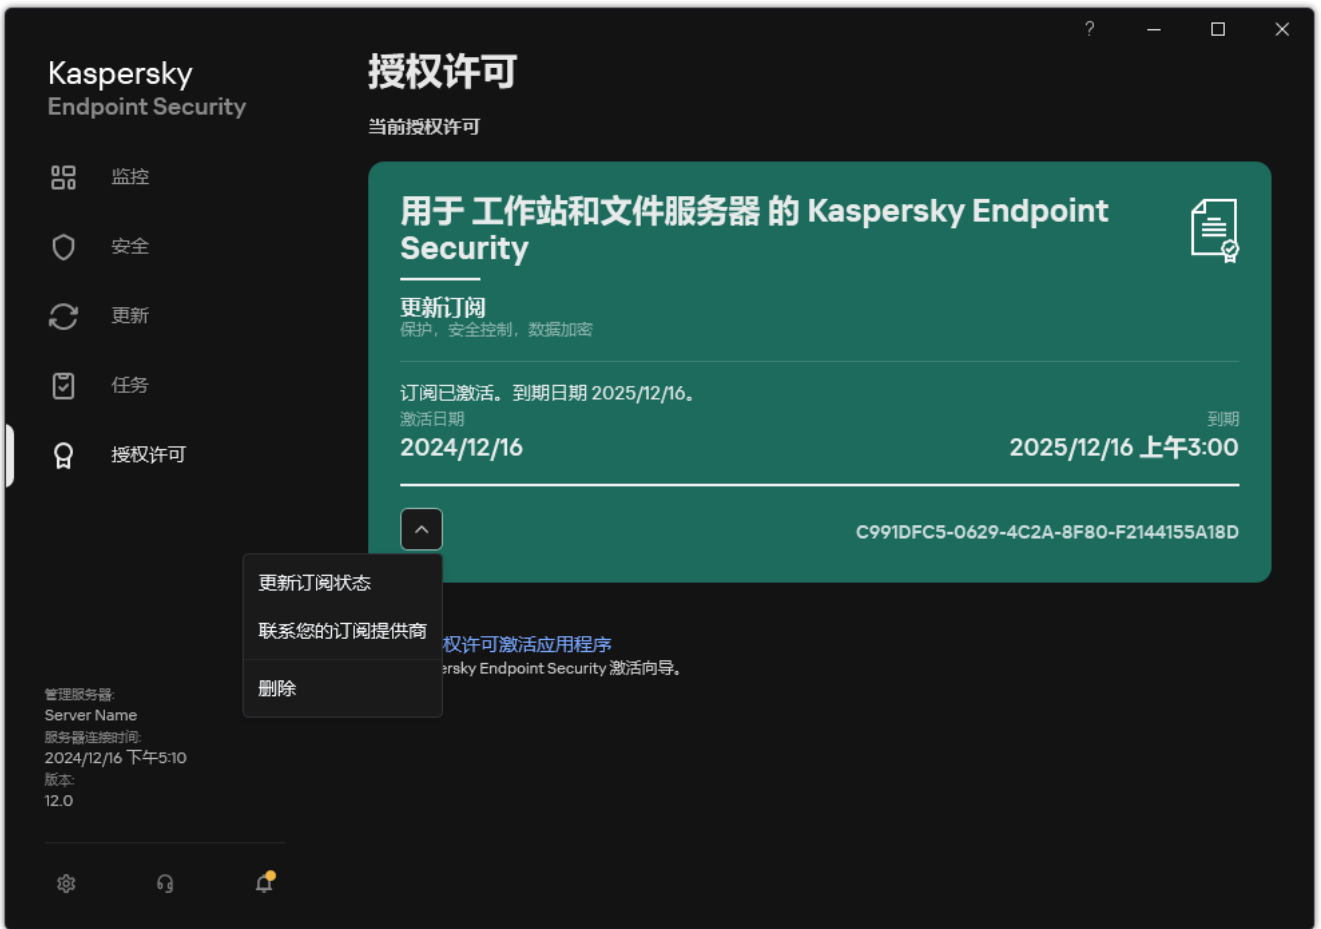 ?
Kaspersky
Endpoint Security
监控
安全
更新
任务
授权许可
管理服务器:
Server Name
服务器连接时间:
2024/12/16 下午5:10
版本:
12.0
授权许可
当前授权许可
用于 工作站和文件服务器 的 Kaspersky Endpoint
Security
更新订阅
保护，安全控制，数据加密
订阅已激活。到期日期 2025/12/16。
激活日期
到期
2024/12/16
2025/12/16 上午3:00
C991DFC5-0629-4C2A-8F80-F2144155A18D
更新订阅状态
联系您的订阅提供商
删除
权许可激活应用程序
ersky Endpoint Security 激活向导。